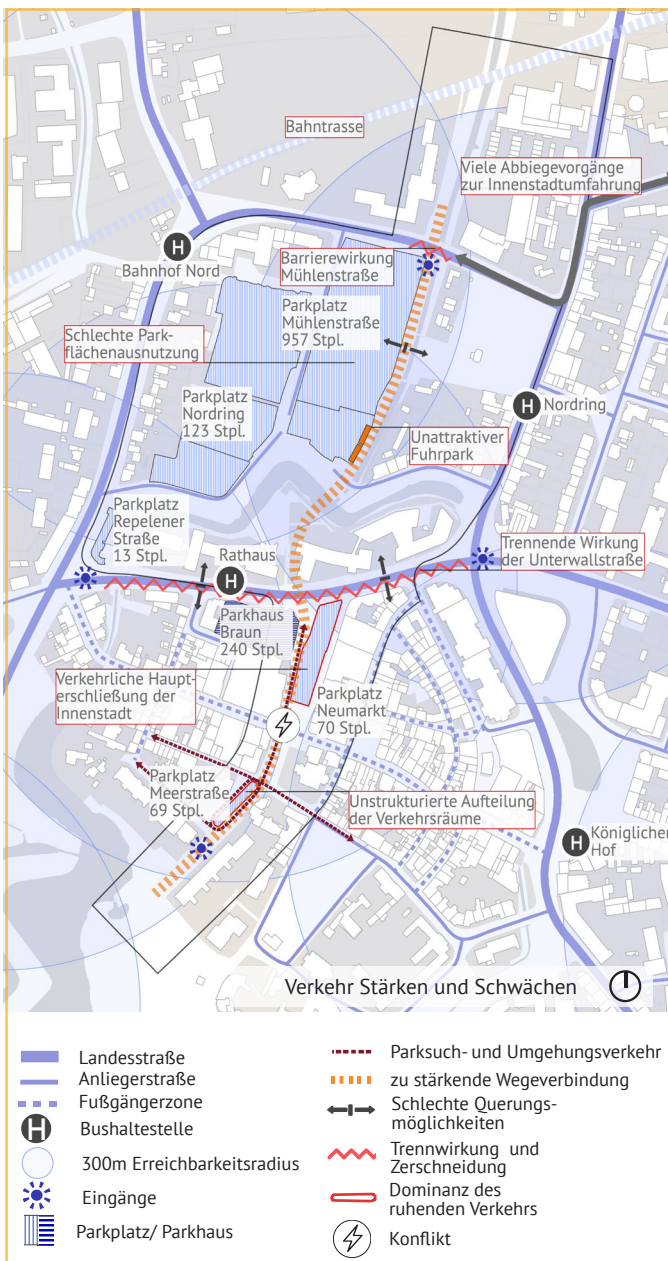 Bahntrasse
Viele Abbiegevorgänge
zur Innenstadtumfahrung
H
Bahnhof Nord
Barrierewirkung
Mühlenstraße
Parkplatz
Mühlenstraße
957 Stpl.
Schlechte Park-
flächenausnutzung
Parkplatz
Nordring
123 Stpl.
H Nordring
Unattraktiver
Fuhrpark
Parkplatz
Repelener
Straße
13 Stpl.
Rathaus
H
Trennende Wirkung
der Unterwallstraße
Parkhaus
Braun
240 Stpl.
Verkehrliche Haupt-
erschließung der
Innenstadt
Parkplatz
Neumarkt
70 Stpl.
Parkplatz
Meerstraße
69 Stpl.
Unstrukturierte Aufteilung
der Verkehrsräume
H Königlicher
Hof
Verkehr Stärken und Schwächen
Landesstraße
Anliegerstraße
Fußgängerzone
H Bushaltestelle
300m Erreichbarkeitsradius
Eingänge
Parkplatz/ Parkhaus
Parksuch- und Umgehungsverkehr
zu stärkende Wegeverbindung
Schlechte Querungs-
möglichkeiten
Trennwirkung und
Zerschneidung
Dominanz des
ruhenden Verkehrs
Konflikt